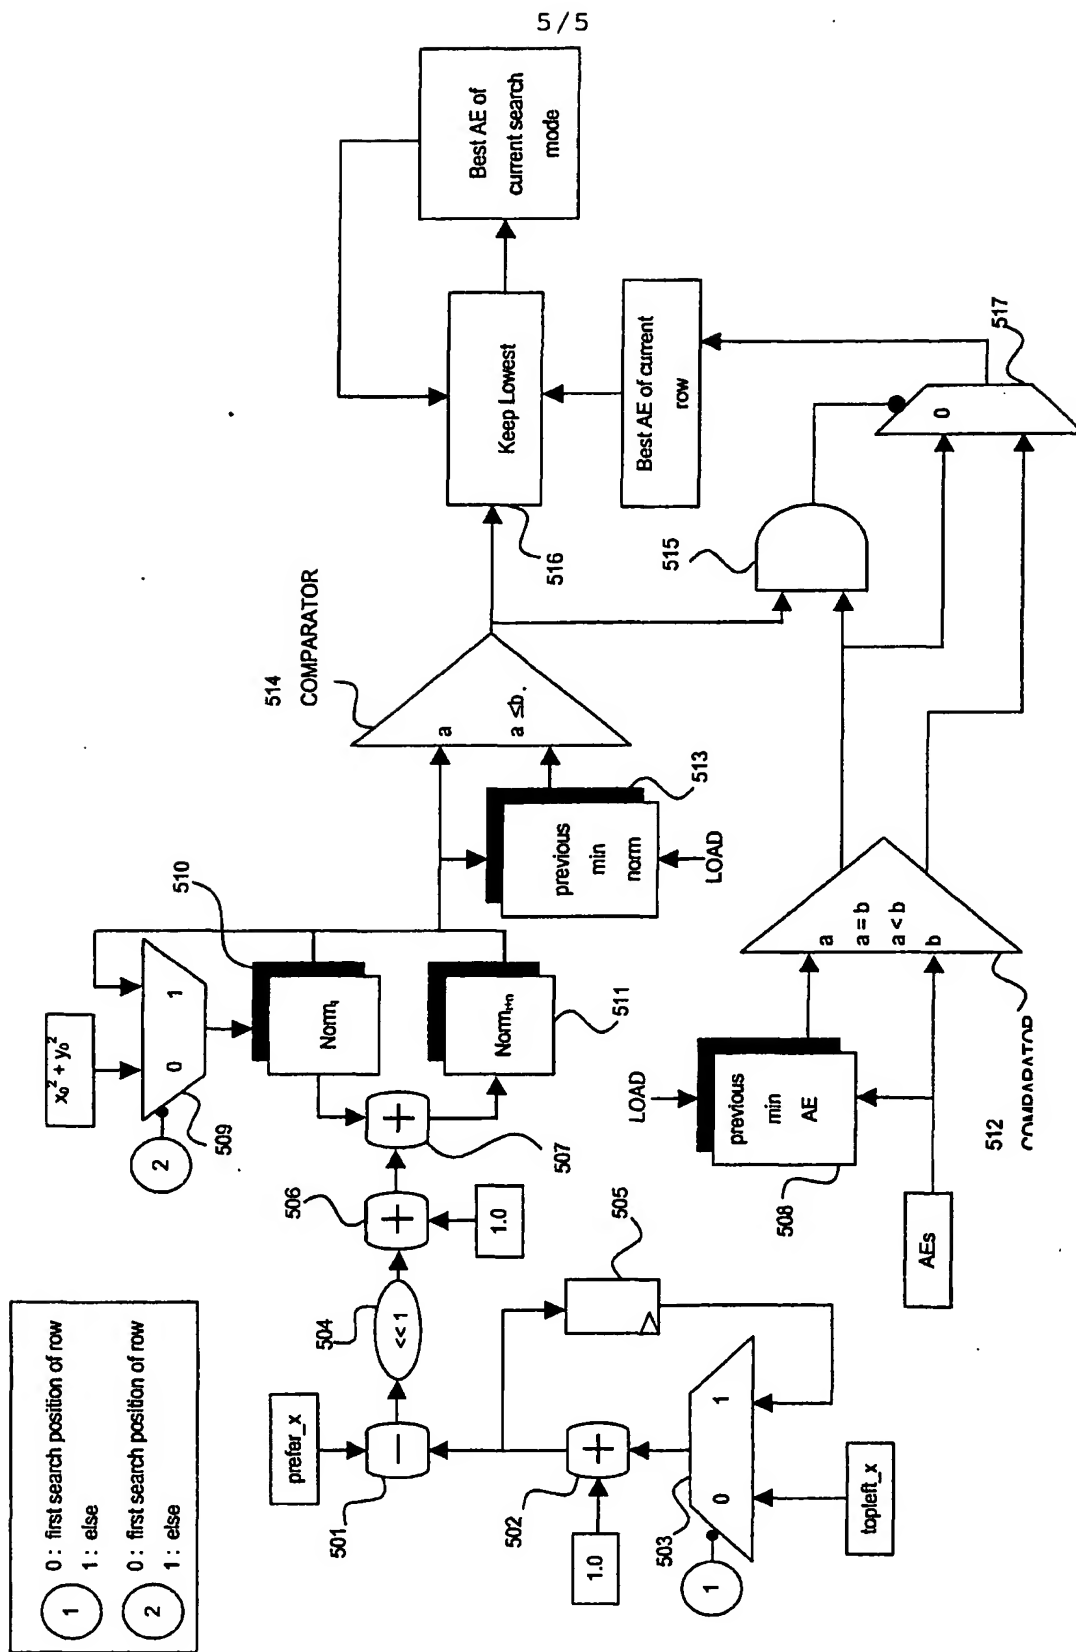 5/5
1
0 : first search position of row
1 : else
2
0 : first search position of row
1 : else
x₀² + y₀²
2
0 1
509
510
Normᵢ
Normᵢ₊ₙ
511
507
506
1.0
504
<< 1
prefer_x
501
502
1.0
505
503
0 1
1
topleft_x
514
COMPARATOR
a
a ≤b.
513
previous
min
norm
LOAD
516
Keep Lowest
Best AE of
current search
mode
Best AE of current
row
515
517
0
LOAD
previous
min
AE
508
AEs
a
a = b
a < b
b
512
COMPARATOR